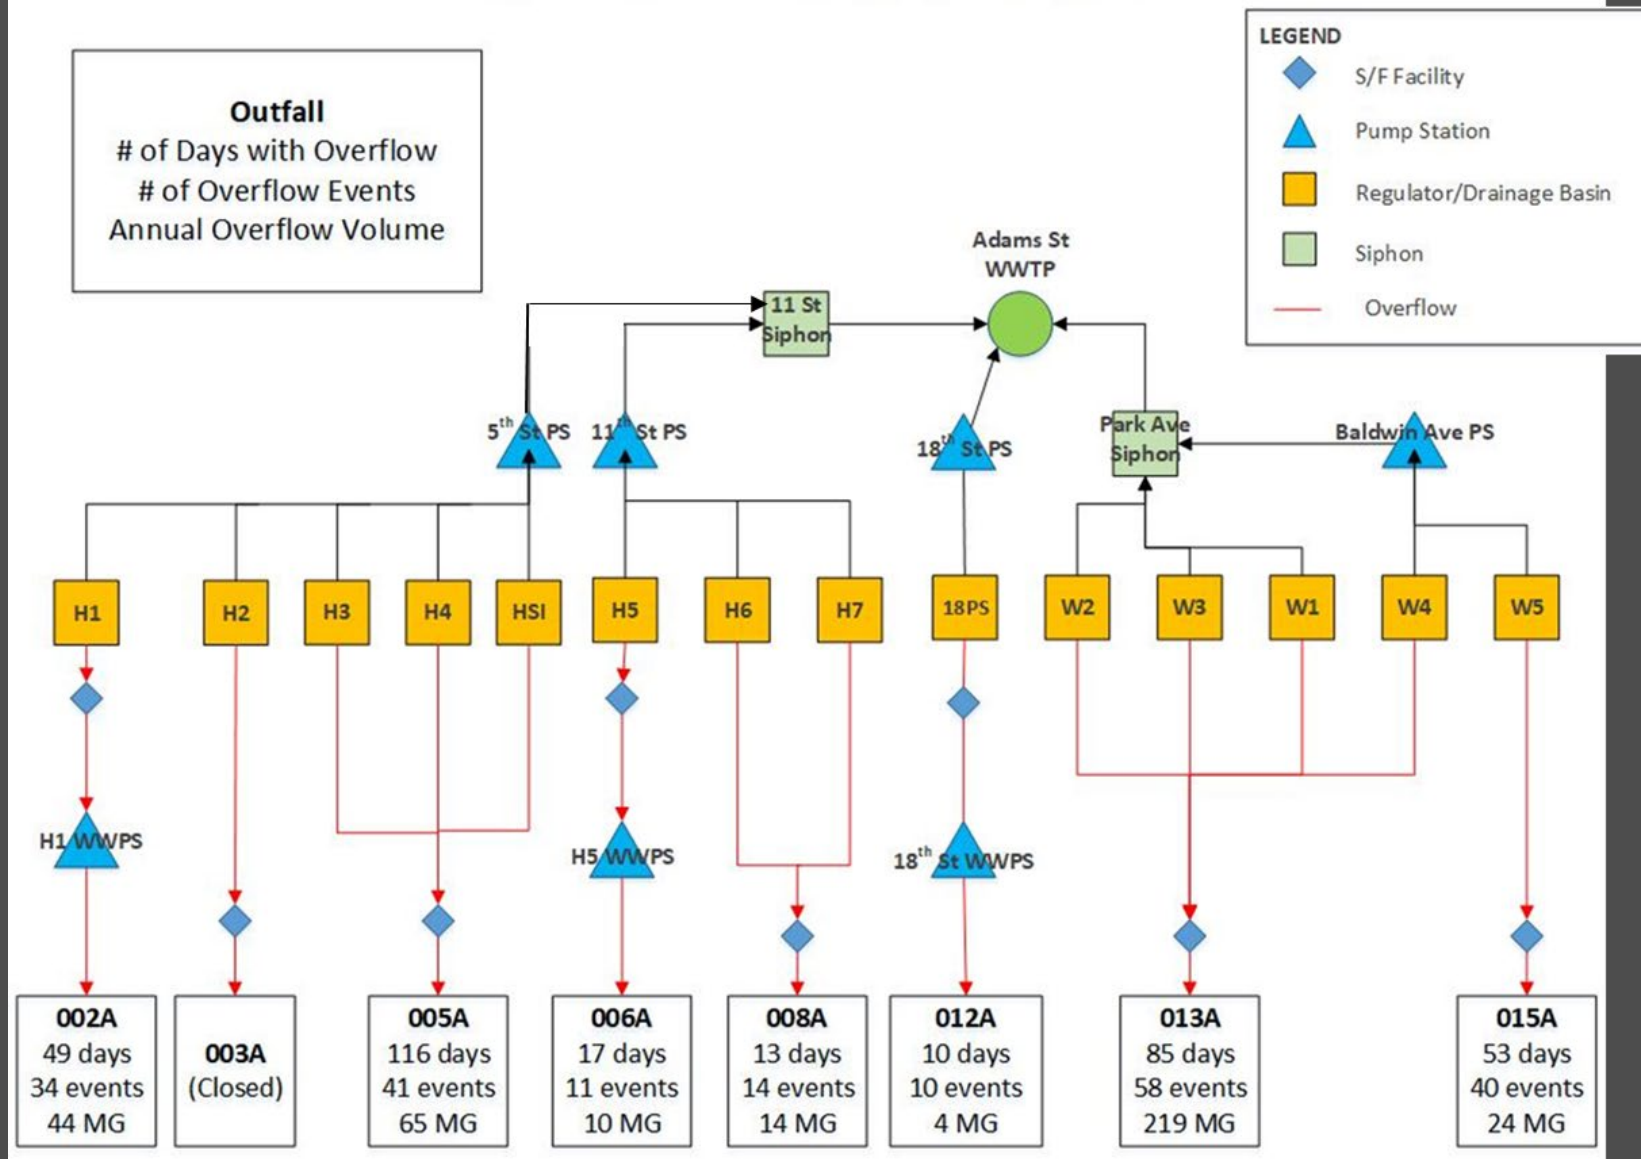 Outfall
# of Days with Overflow
# of Overflow Events
Annual Overflow Volume
LEGEND
S/F Facility
Pump Station
Regulator/Drainage Basin
Siphon
Overflow
Adams St
WWTP
11 St
Siphon
5th St PS
11th St PS
18th St PS
Park Ave
Siphon
Baldwin Ave PS
H1
H2
H3
H4
HSI
H5
H6
H7
18PS
W2
W3
W1
W4
W5
H1 WWPS
H5 WWPS
18th St WWPS
002A
49 days
34 events
44 MG
003A
(Closed)
005A
116 days
41 events
65 MG
006A
17 days
11 events
10 MG
008A
13 days
14 events
14 MG
012A
10 days
10 events
4 MG
013A
85 days
58 events
219 MG
015A
53 days
40 events
24 MG